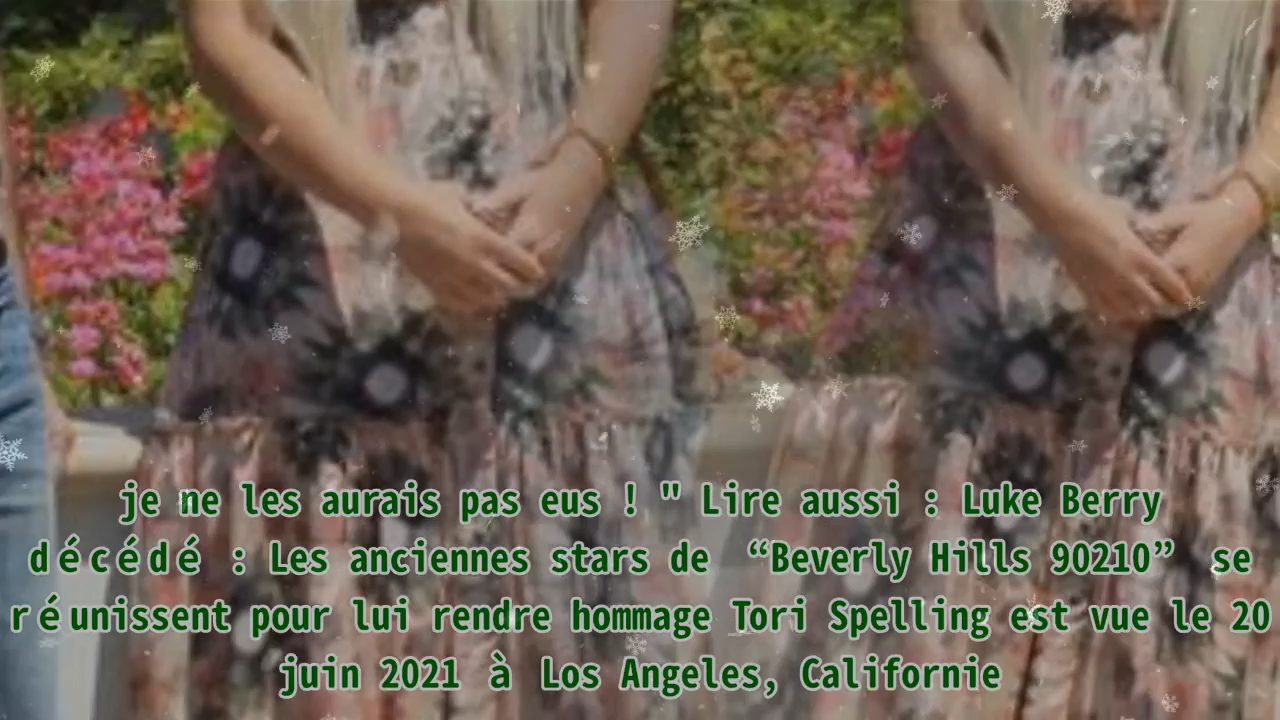 je ne les aurais pas eus ! " Lire aussi : Luke Berry
décédé : Les anciennes stars de “Beverly Hills 90210” se
réunissent pour lui rendre hommage Tori Spelling est vue le 20
juin 2021 à Los Angeles, Californie